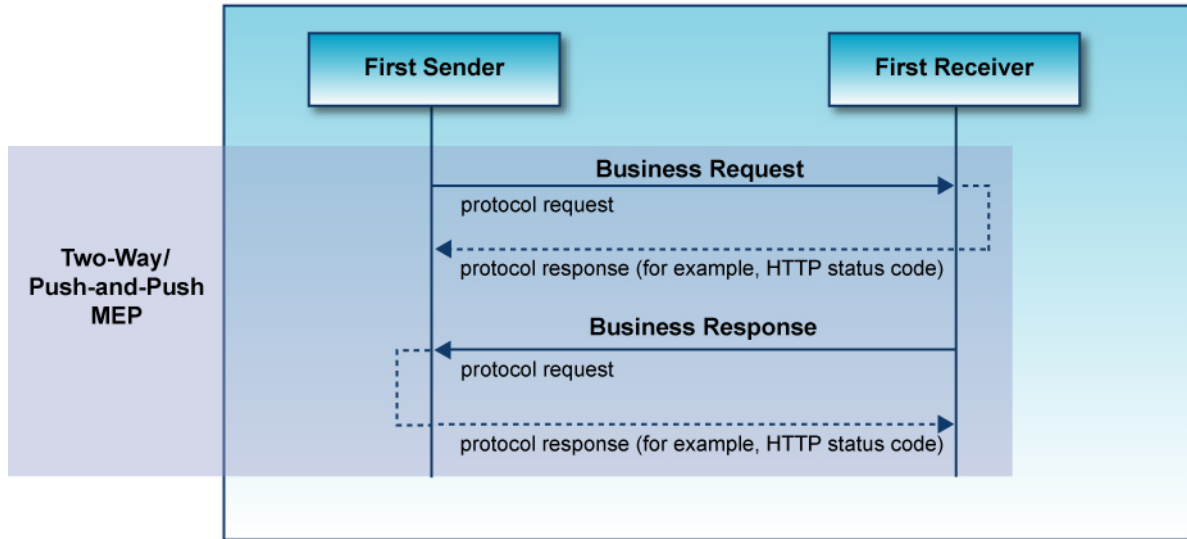 First Sender
First Receiver
Business Request
protocol request
protocol response (for example, HTTP status code)
Two-Way/
Push-and-Push
MEP
Business Response
protocol request
protocol response (for example, HTTP status code)